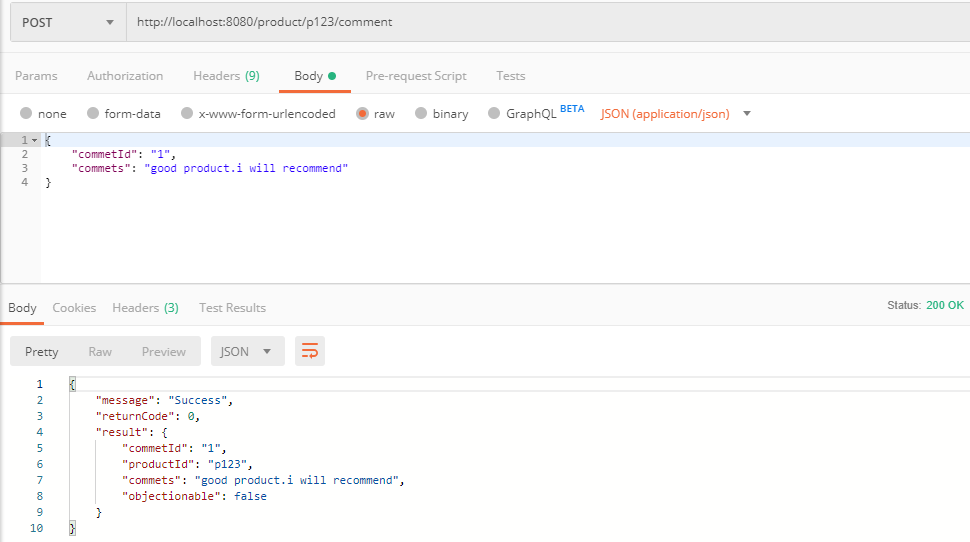 POST http://localhost:8080/product/p123/comment
Params Authorization Headers (9) Body Pre-request Script Tests
none form-data x-www-form-urlencoded raw binary GraphQL BETA JSON (application/json)
1 {
2 "commetId": "1",
3 "commets": "good product.i will recommend"
4 }
Body Cookies Headers (3) Test Results Status: 200 OK
Pretty Raw Preview JSON
1 {
2 "message": "Success",
3 "returnCode": 0,
4 "result": {
5 "commetId": "1",
6 "productId": "p123",
7 "commets": "good product.i will recommend",
8 "objectionable": false
9 }
10 }